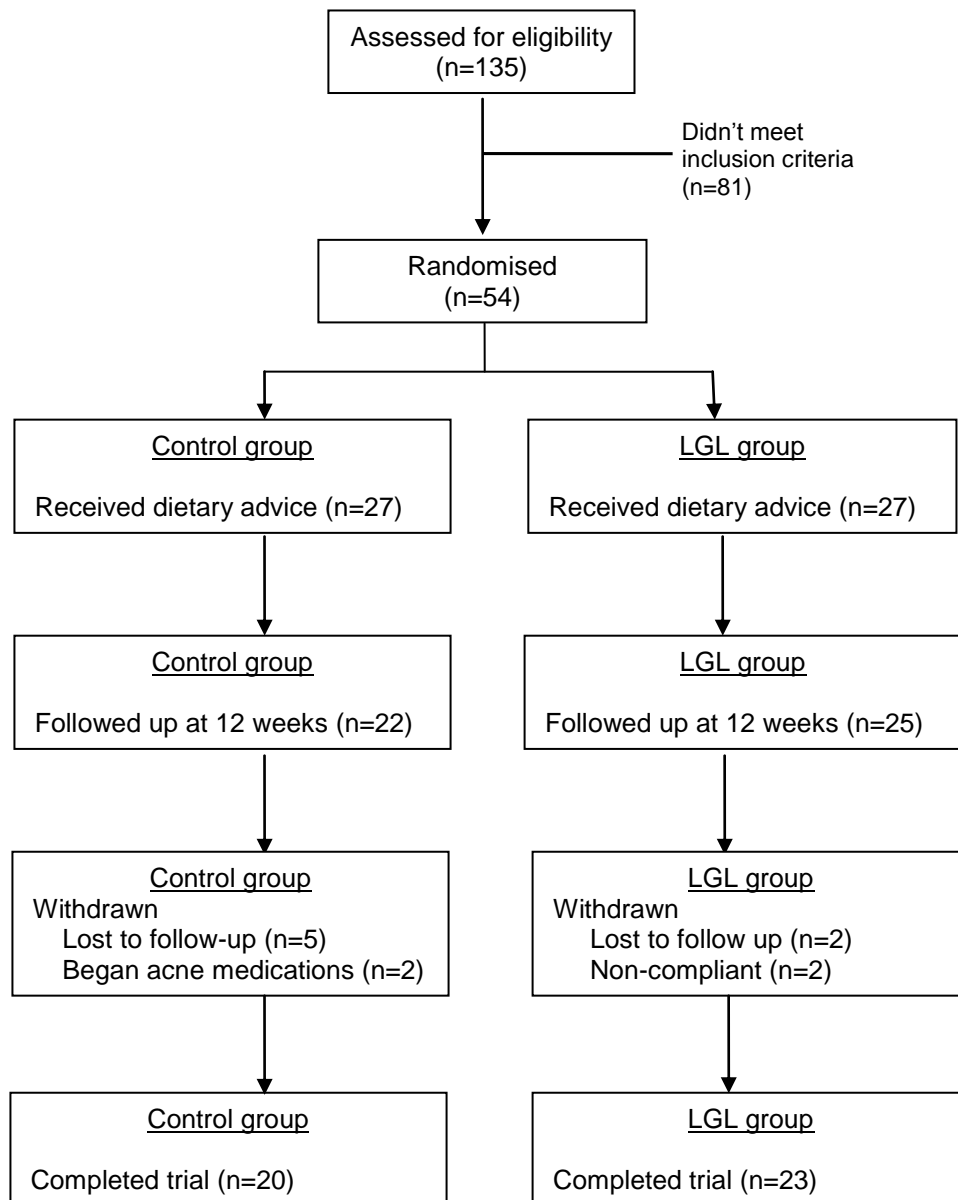 Assessed for eligibility
(n=135)
Didn’t meet
inclusion criteria
(n=81)
Randomised
(n=54)
Control group
Received dietary advice (n=27)
LGL group
Received dietary advice (n=27)
Control group
Followed up at 12 weeks (n=22)
LGL group
Followed up at 12 weeks (n=25)
Control group
Withdrawn
Lost to follow-up (n=5)
Began acne medications (n=2)
LGL group
Withdrawn
Lost to follow up (n=2)
Non-compliant (n=2)
Control group
Completed trial (n=20)
LGL group
Completed trial (n=23)